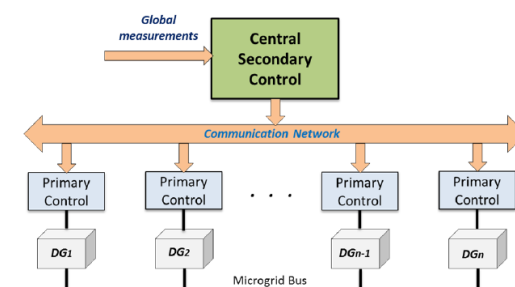 Global
measurements
Central
Secondary
Control
Communication Network
Primary
Control
Primary
Control
. . .
Primary
Control
Primary
Control
DG1
DG2
DGn-1
DGn
Microgrid Bus